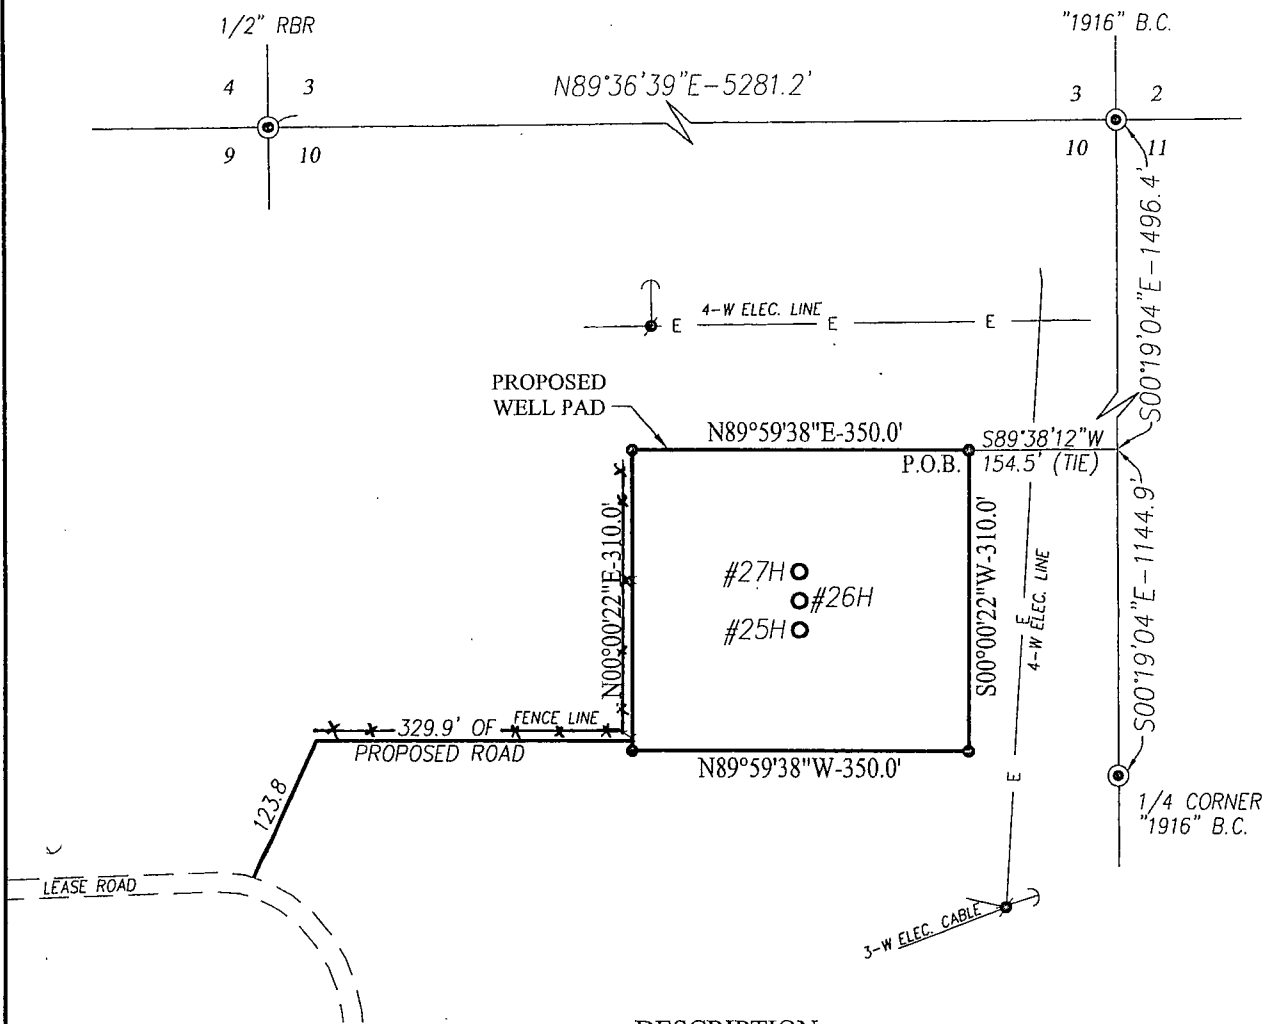 1/2" RBR
"1916" B.C.
N89°36'39"E-5281.2'
4 3
9 10
3 2
10 11
S00°19'04"E-1496.4'
4-W ELEC. LINE
E E E
PROPOSED
WELL PAD
N89°59'38"E-350.0'
S89°38'12"W
P.O.B.
154.5' (TIE)
N00°00'22"E-310.0'
#27H
#26H
#25H
S00°00'22"W-310.0'
E
4-W ELEC. LINE
E
S00°19'04"E-1144.9'
329.9' OF
FENCE LINE
PROPOSED ROAD
N89°59'38"W-350.0'
123.8
1/4 CORNER
"1916" B.C.
LEASE ROAD
3-W ELEC. CABLE
DESCRIPTION